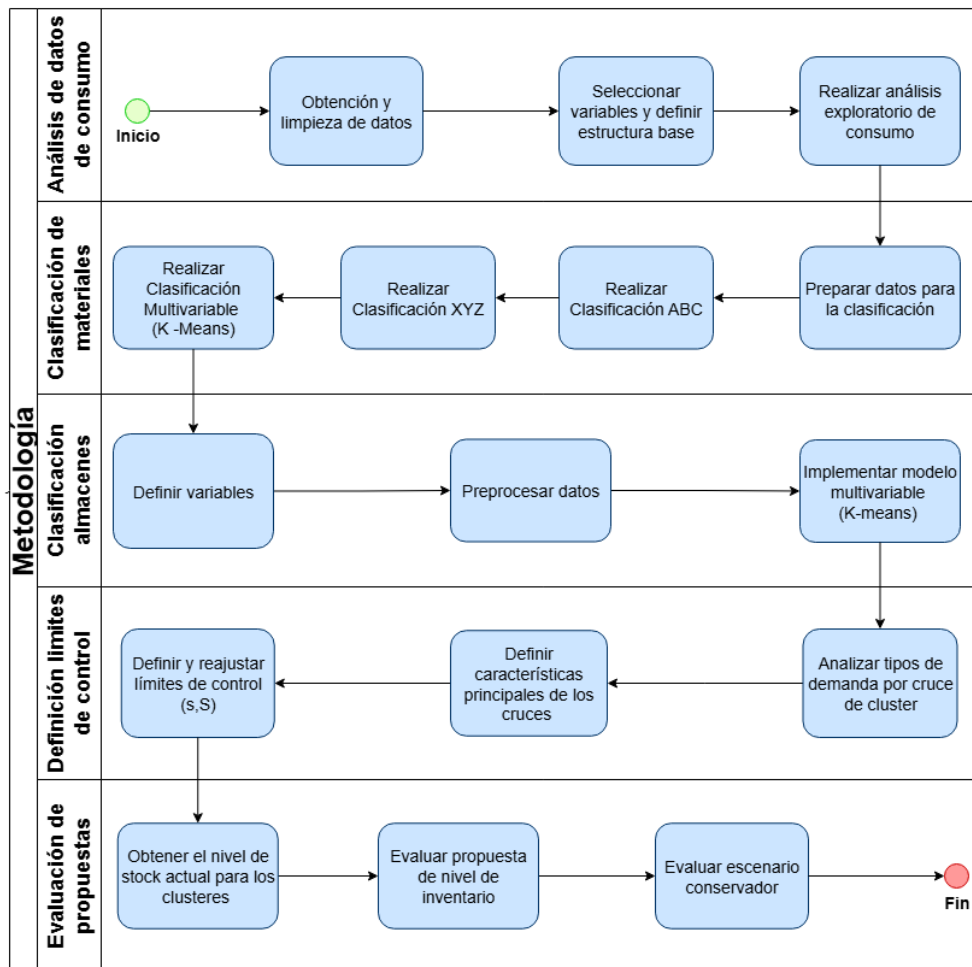 Metodología
Análisis de datos
de consumo
Inicio
Obtención y
limpieza de datos
Seleccionar
variables y definir
estructura base
Realizar análisis
exploratorio de
consumo
Clasificación de
materiales
Preparar datos para
la clasificación
Realizar
Clasificación ABC
Realizar
Clasificación XYZ
Realizar
Clasificación
Multivariable
(K -Means)
Clasificación
almacenes
Definir variables
Preprocesar datos
Implementar modelo
multivariable
(K-means)
Definición limites
de control
Analizar tipos de
demanda por cruce
de cluster
Definir
características
principales de los
cruces
Definir y reajustar
límites de control
(s,S)
Evaluación de
propuestas
Obtener el nivel de
stock actual para los
clusteres
Evaluar propuesta
de nivel de
inventario
Evaluar escenario
conservador
Fin